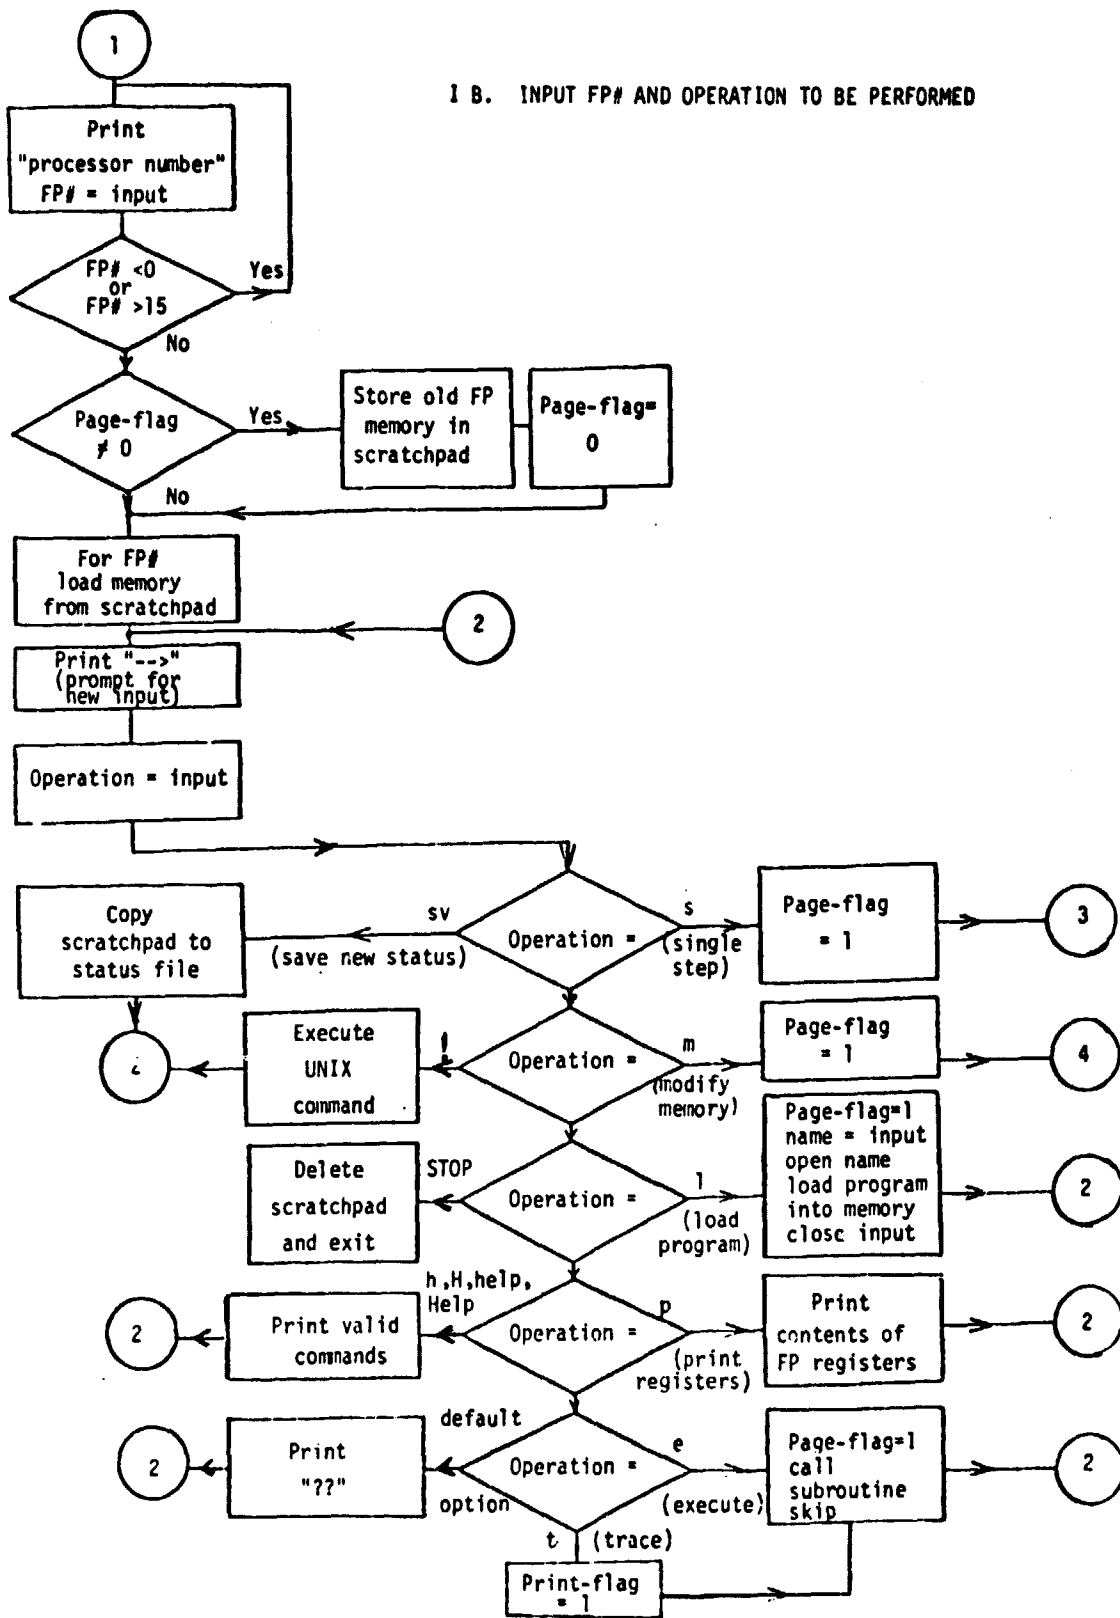 1
I B. INPUT FP# AND OPERATION TO BE PERFORMED
Print
"processor number"
FP# = input
FP# <0
or
FP# >15
Yes
No
Page-flag
≠ 0
Yes
Store old FP
memory in
scratchpad
Page-flag=
0
No
For FP#
load memory
from scratchpad
2
Print "-->"
(prompt for
new input)
Operation = input
Copy
scratchpad to
status file
sv
(save new status)
Operation =
s
(single
step)
Page-flag
= 1
3
Execute
UNIX
command
!
Operation =
m
(modify
memory)
Page-flag
= 1
4
Delete
scratchpad
and exit
STOP
Operation =
l
(load
program)
Page-flag=1
name = input
open name
load program
into memory
close input
2
h,H,help,
Help
2
Print valid
commands
Operation =
p
(print
registers)
Print
contents of
FP registers
2
default
option
2
Print
"??"
Operation =
e
(execute)
Page-flag=1
call
subroutine
skip
2
t (trace)
Print-flag
= 1